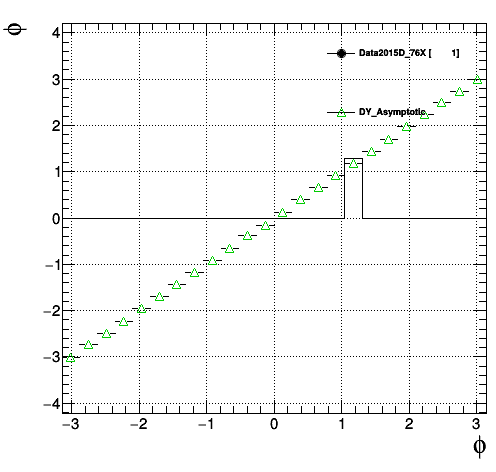 ϕ
4
Data2015D_76X [ 1]
3
DY_Asymptotic
2
1
0
−1
−2
−3
−4
−3 −2 −1 0 1 2 3
ϕ